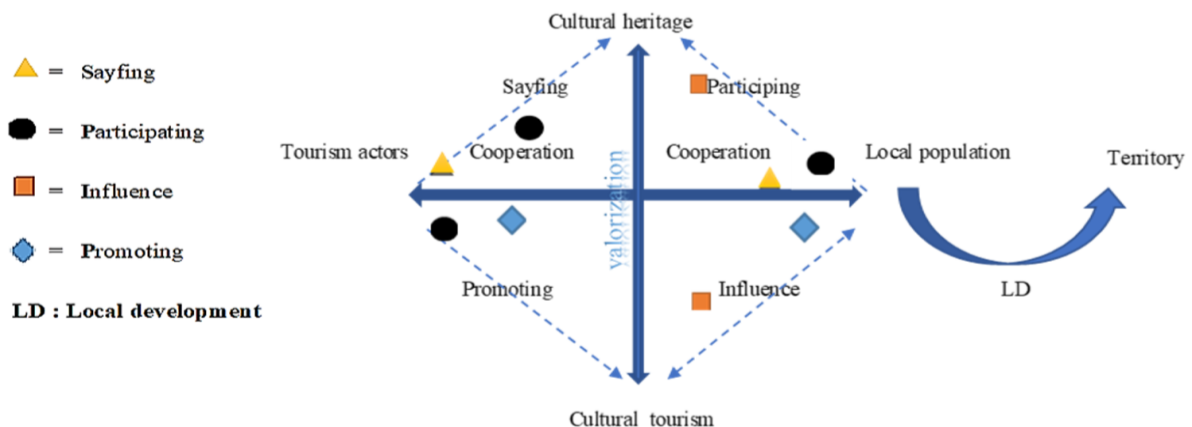 Cultural heritage
= Sayfing
Sayfing
Participing
= Participating
Tourism actors
Cooperation
Cooperation
Local population
Territory
= Influence
valorization
= Promoting
Promoting
Influence
LD
LD : Local development
Cultural tourism